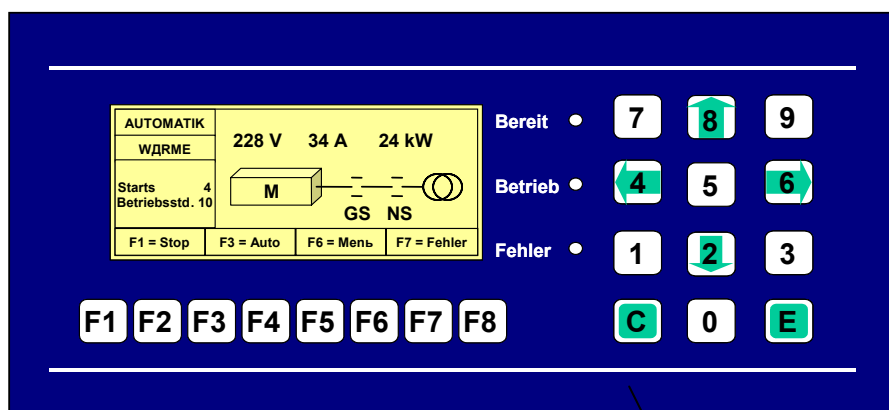 AUTOMATIK
WДRME
228 V 34 A 24 kW
Starts 4
Betriebsstd. 10
M
GS NS
F1 = Stop F3 = Auto F6 = Menь F7 = Fehler
Bereit
Betrieb
Fehler
7 8 9
4 5 6
1 2 3
C 0 E
F1 F2 F3 F4 F5 F6 F7 F8